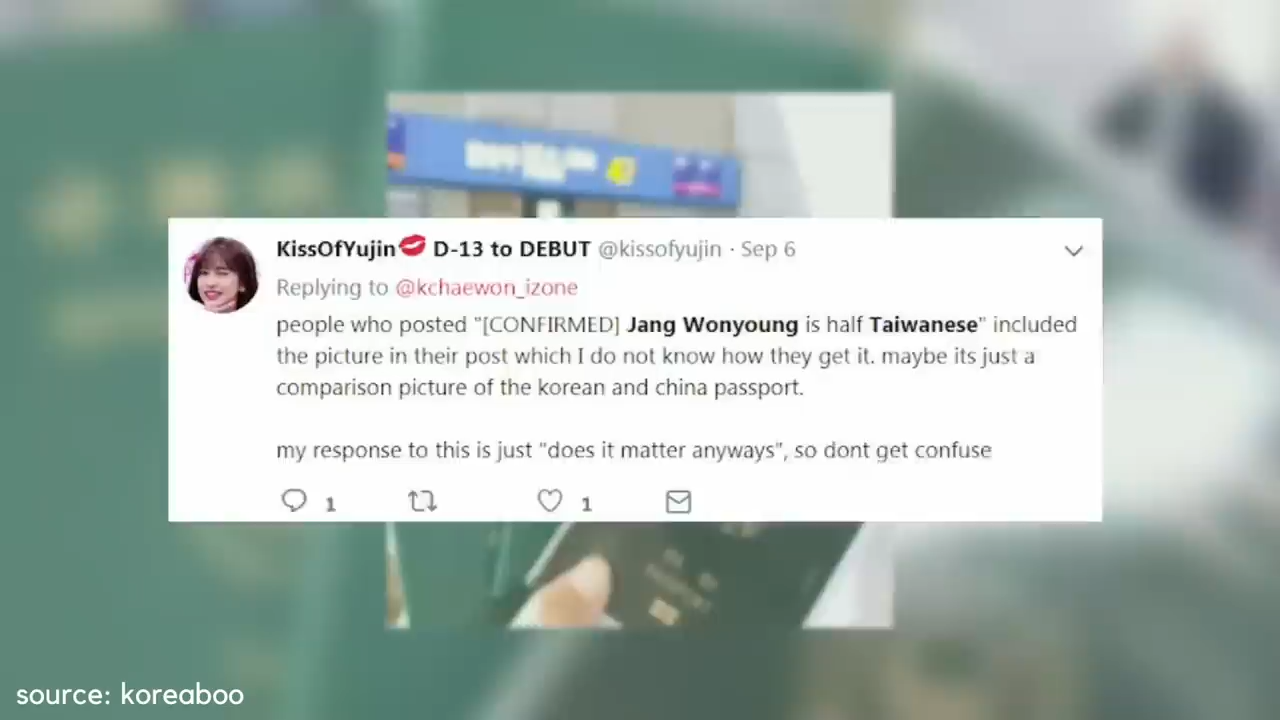 KissOfYujin💋 D-13 to DEBUT @kissofyujin · Sep 6
Replying to @kchaewon_izone
people who posted "[CONFIRMED] Jang Wonyoung is half Taiwanese" included
the picture in their post which I do not know how they get it. maybe its just a
comparison picture of the korean and china passport.
my response to this is just "does it matter anyways", so dont get confuse
1
1
source: koreaboo